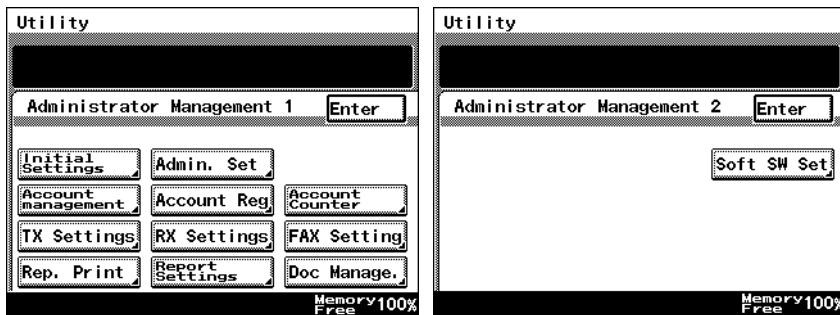 Utility
Administrator Management 1
Enter
Initial Settings
Admin. Set
Account management
Account Reg
Account Counter
TX Settings
RX Settings
FAX Setting
Rep. Print
Report Settings
Doc Manage.
Memory Free 100%
Utility
Administrator Management 2
Enter
Soft SW Set
Memory Free 100%